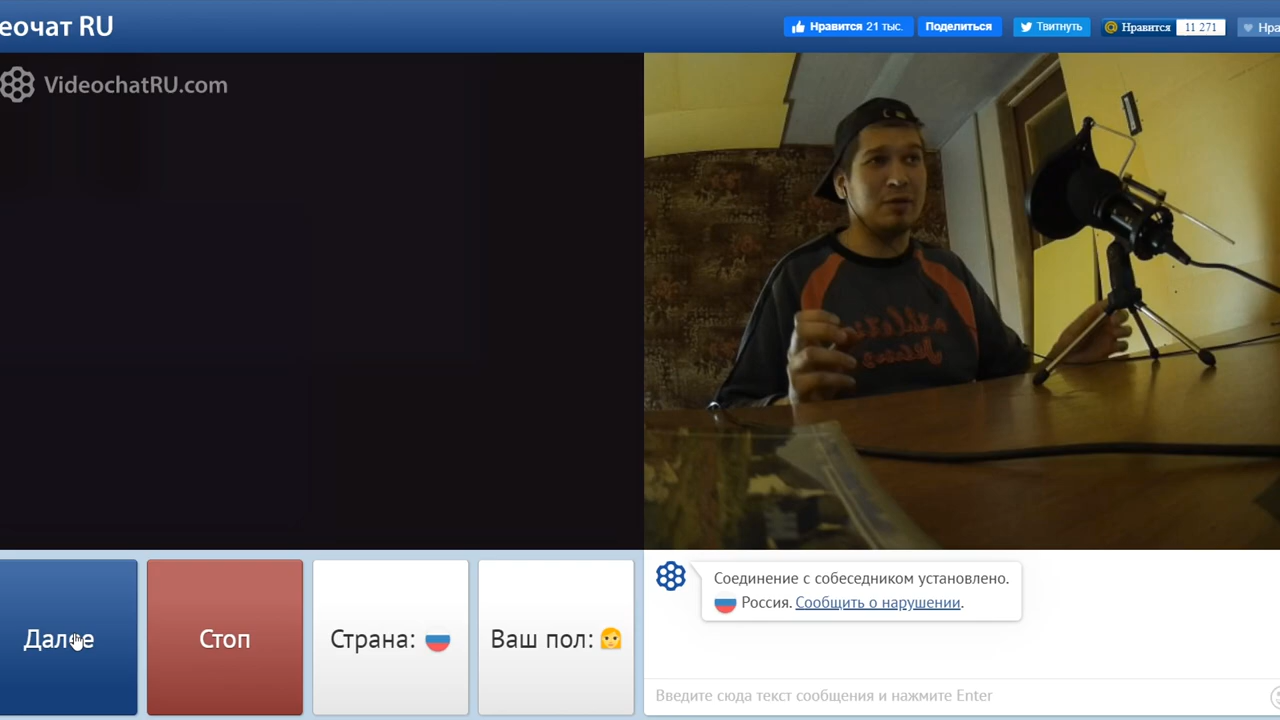 еочат RU
Нравится 21 тыс.
Поделиться
Твитнуть
Нравится
11 271
Нра
VideochatRU.com
Соединение с собеседником установлено.
Россия. Сообщить о нарушении.
Далее
Стоп
Страна:
Ваш пол:
Введите сюда текст сообщения и нажмите Enter